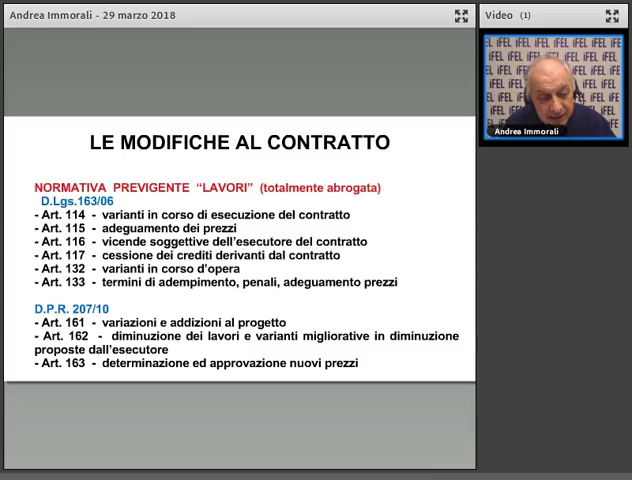 Andrea Immorali - 29 marzo 2018
Video (1)
LE MODIFICHE AL CONTRATTO
NORMATIVA PREVIGENTE “LAVORI” (totalmente abrogata)
D.Lgs.163/06
- Art. 114 - varianti in corso di esecuzione del contratto
- Art. 115 - adeguamento dei prezzi
- Art. 116 - vicende soggettive dell’esecutore del contratto
- Art. 117 - cessione dei crediti derivanti dal contratto
- Art. 132 - varianti in corso d’opera
- Art. 133 - termini di adempimento, penali, adeguamento prezzi
D.P.R. 207/10
- Art. 161 - variazioni e addizioni al progetto
- Art. 162 - diminuzione dei lavori e varianti migliorative in diminuzione
proposte dall’esecutore
- Art. 163 - determinazione ed approvazione nuovi prezzi
iFEL iFEL iFEL
Andrea Immorali